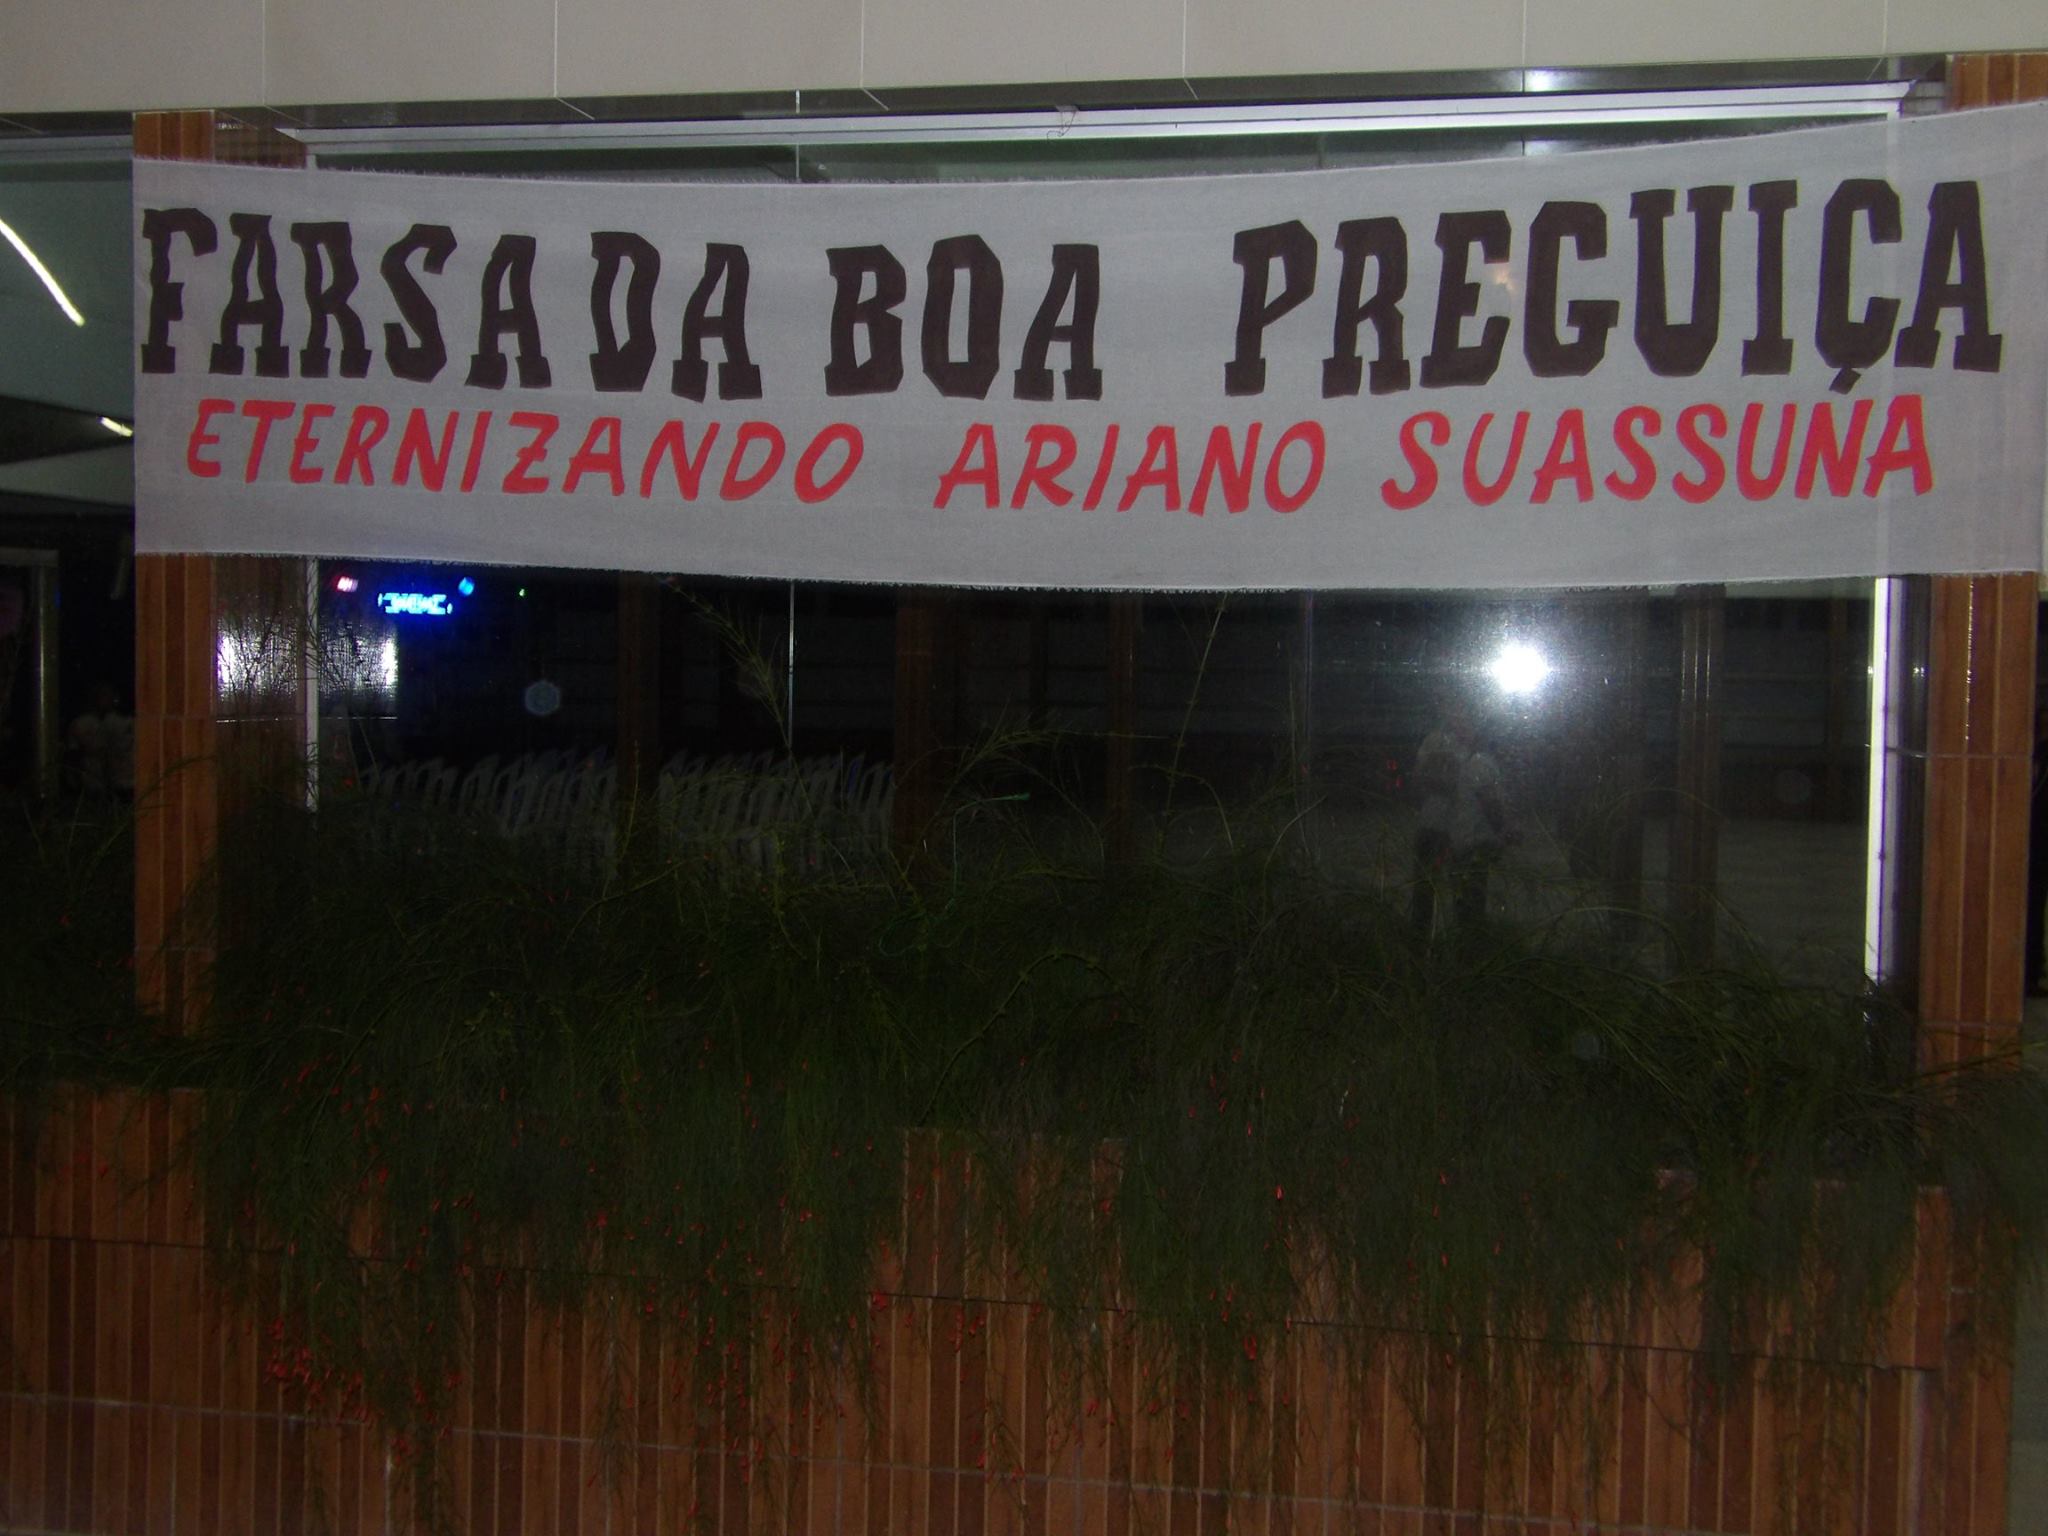 FARSA DA BOA PREGUIÇA
ETERNIZANDO ARIANO SUASSUNA